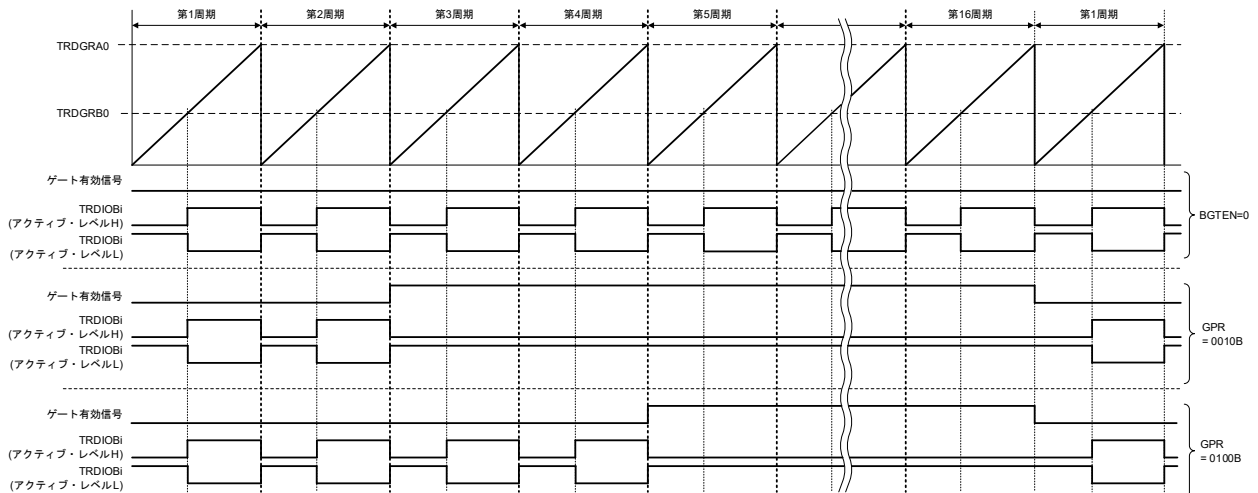 第1周期 第2周期 第3周期 第4周期 第5周期 第16周期 第1周期
TRDGRA0
TRDGRB0
ゲート有効信号
TRDIOBi
(アクティブ・レベルH)
TRDIOBi
(アクティブ・レベルL)
BGTEN=0
ゲート有効信号
TRDIOBi
(アクティブ・レベルH)
TRDIOBi
(アクティブ・レベルL)
GPR
= 0010B
ゲート有効信号
TRDIOBi
(アクティブ・レベルH)
TRDIOBi
(アクティブ・レベルL)
GPR
= 0100B